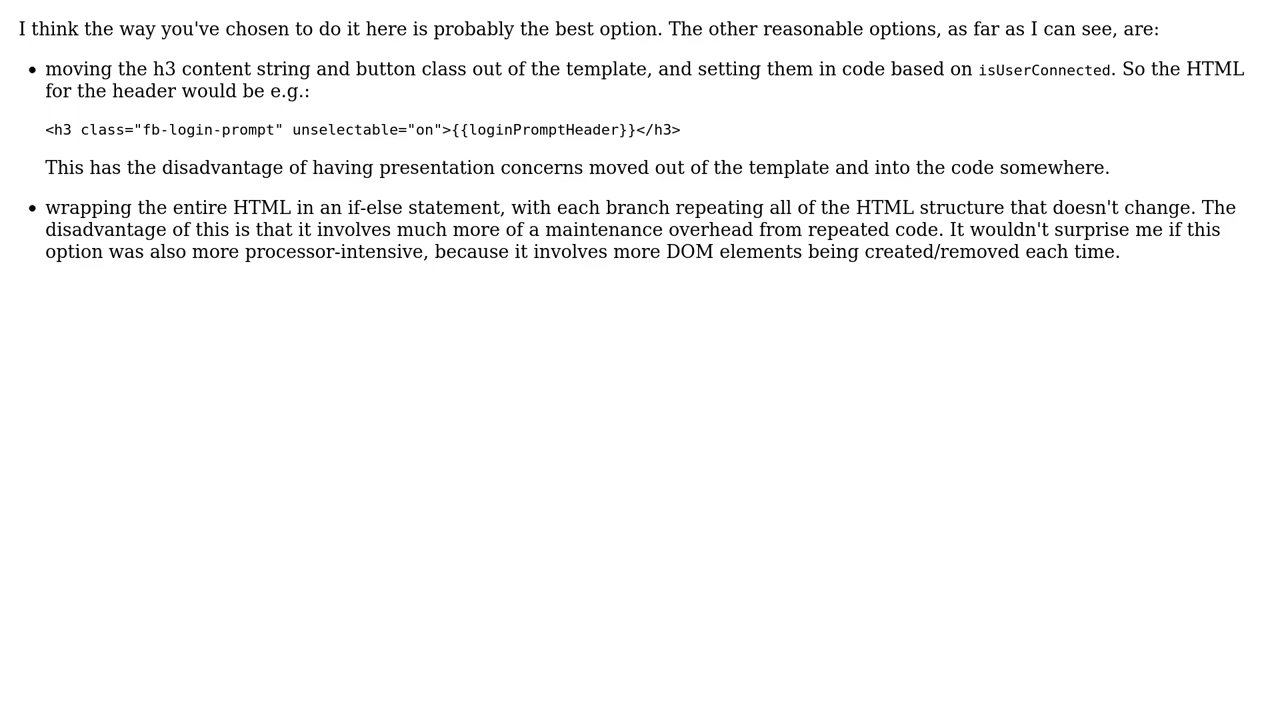 I think the way you've chosen to do it here is probably the best option. The other reasonable options, as far as I can see, are:
• moving the h3 content string and button class out of the template, and setting them in code based on isUserConnected. So the HTML
for the header would be e.g.:
<h3 class="fb-login-prompt" unselectable="on">{{loginPromptHeader}}</h3>
This has the disadvantage of having presentation concerns moved out of the template and into the code somewhere.
• wrapping the entire HTML in an if-else statement, with each branch repeating all of the HTML structure that doesn't change. The
disadvantage of this is that it involves much more of a maintenance overhead from repeated code. It wouldn't surprise me if this
option was also more processor-intensive, because it involves more DOM elements being created/removed each time.